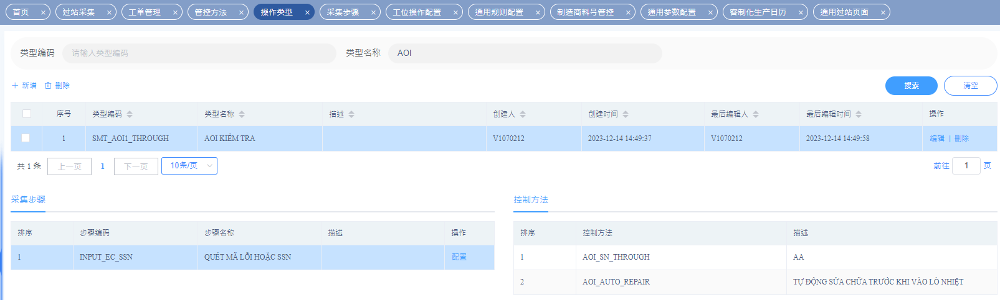 首页 × 过站采集 × 工单管理 × 管控方法 × 操作类型 × 采集步骤 × 工位操作配置 × 通用规则配置 × 制造商料号管控 × 通用参数配置 × 客制化生产日历 × 通用过站页面 ×
类型编码 请输入类型编码 类型名称 AOI
+ 新增 删除 搜索 清空
序号 类型编码 类型名称 描述 创建人 创建时间 最后编辑人 最后编辑时间 操作
1 SMT_AOI1_THROUGH AOI KIỂM TRA V1070212 2023-12-14 14:49:37 V1070212 2023-12-14 14:49:58 编辑 | 删除
共 1 条 上一页 1 下一页 10条/页 前往 1 页
采集步骤 控制方法
排序 步骤编码 步骤名称 描述 操作 排序 控制方法 描述
1 INPUT_EC_SSN QUÉT MÃ LỖI HOẶC SSN 配置 1 AOI_SN_THROUGH AA
2 AOI_AUTO_REPAIR TỰ ĐỘNG SỬA CHỮA TRƯỚC KHI VÀO LÒ NHIỆT